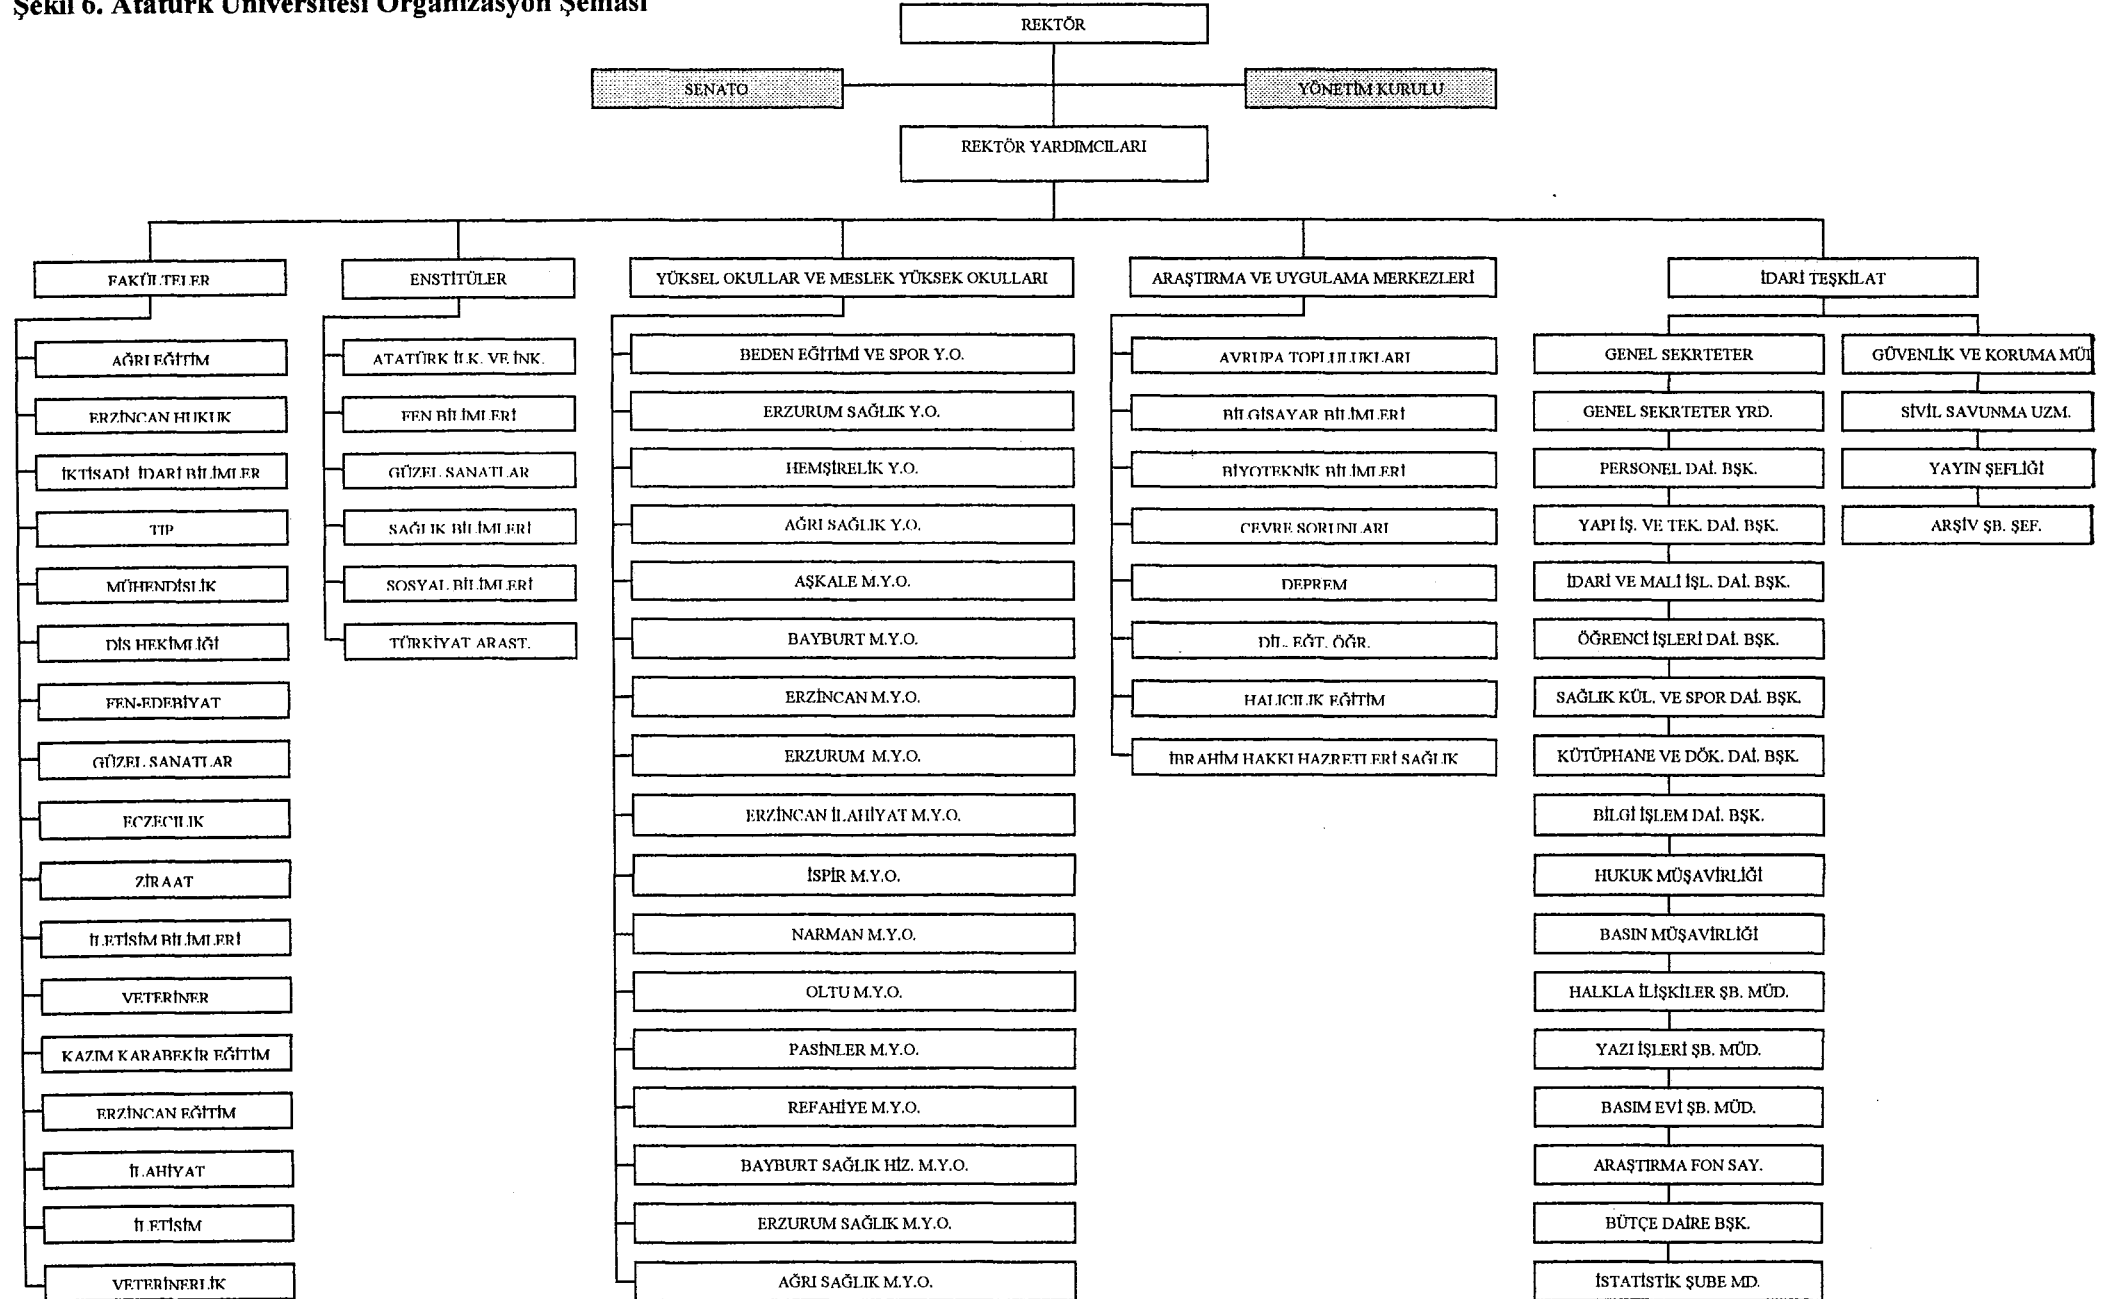 Şekil 6. Atatürk Üniversitesi Organizasyon Şeması
REKTÖR
SENATO
YÖNETİM KURULU
REKTÖR YARDIMCILARI
FAKÜLTELER
AĞRI EĞİTİM
ERZİNCAN HUKUK
İKTİSADİ İDARİ BİLİMLER
TIP
MÜHENDİSLİK
DİŞ HEKİMLİĞİ
FEN-EDEBİYAT
GÜZEL SANATLAR
ECZECILIK
ZİRAAT
İLETİŞİM BİLİMLERİ
VETERİNER
KAZIM KARABEKİR EĞİTİM
ERZİNCAN EĞİTİM
İLAHİYAT
İLETİŞİM
VETERİNERLİK
ENSTİTÜLER
ATATÜRK İLK. VE İNK.
FEN BİLİMLERİ
GÜZEL SANATLAR
SAĞLIK BİLİMLERİ
SOSYAL BİLİMLERİ
TÜRKİYAT ARAST.
YÜKSEL OKULLAR VE MESLEK YÜKSEK OKULLARI
BEDEN EĞİTİMİ VE SPOR Y.O.
ERZURUM SAĞLIK Y.O.
HEMŞİRELİK Y.O.
AĞRI SAĞLIK Y.O.
AŞKALE M.Y.O.
BAYBURT M.Y.O.
ERZİNCAN M.Y.O.
ERZURUM M.Y.O.
ERZİNCAN İLAHİYAT M.Y.O.
İSPİR M.Y.O.
NARMAN M.Y.O.
OLTU M.Y.O.
PASİNLER M.Y.O.
REFAHİYE M.Y.O.
BAYBURT SAĞLIK HİZ. M.Y.O.
ERZURUM SAĞLIK M.Y.O.
AĞRI SAĞLIK M.Y.O.
ARAŞTIRMA VE UYGULAMA MERKEZLERİ
AVRUPA TOPLULUKLARI
BİLGİSAYAR BİLİMLERİ
BİYOTEKNİK BİLİMLERİ
ÇEVRE SORUNLARI
DEPREM
DİL. EĞT. ÖĞR.
HALICILIK EĞİTİM
İBRAHİM HAKKI HAZRETLERİ SAĞLIK
İDARİ TEŞKİLAT
GENEL SEKRTETER
GENEL SEKRTETER YRD.
PERSONEL DAİ. BŞK.
YAPI İŞ. VE TEK. DAİ. BŞK.
İDARİ VE MALİ İŞL. DAİ. BŞK.
ÖĞRENCİ İŞLERİ DAİ. BŞK.
SAĞLIK KÜL. VE SPOR DAİ. BŞK.
KÜTÜPHANE VE DÖK. DAİ. BŞK.
BİLGİ İŞLEM DAİ. BŞK.
HUKUK MÜŞAVİRLİĞİ
BASIN MÜŞAVİRLİĞİ
HALKLA İLİŞKİLER ŞB. MÜD.
YAZI İŞLERİ ŞB. MÜD.
BASIM EVİ ŞB. MÜD.
ARAŞTIRMA FON SAY.
BÜTÇE DAİRE BŞK.
İSTATİSTİK ŞUBE MD.
GÜVENLİK VE KORUMA MÜD
SİVİL SAVUNMA UZM.
YAYIN ŞEFLİĞİ
ARŞİV ŞB. ŞEF.